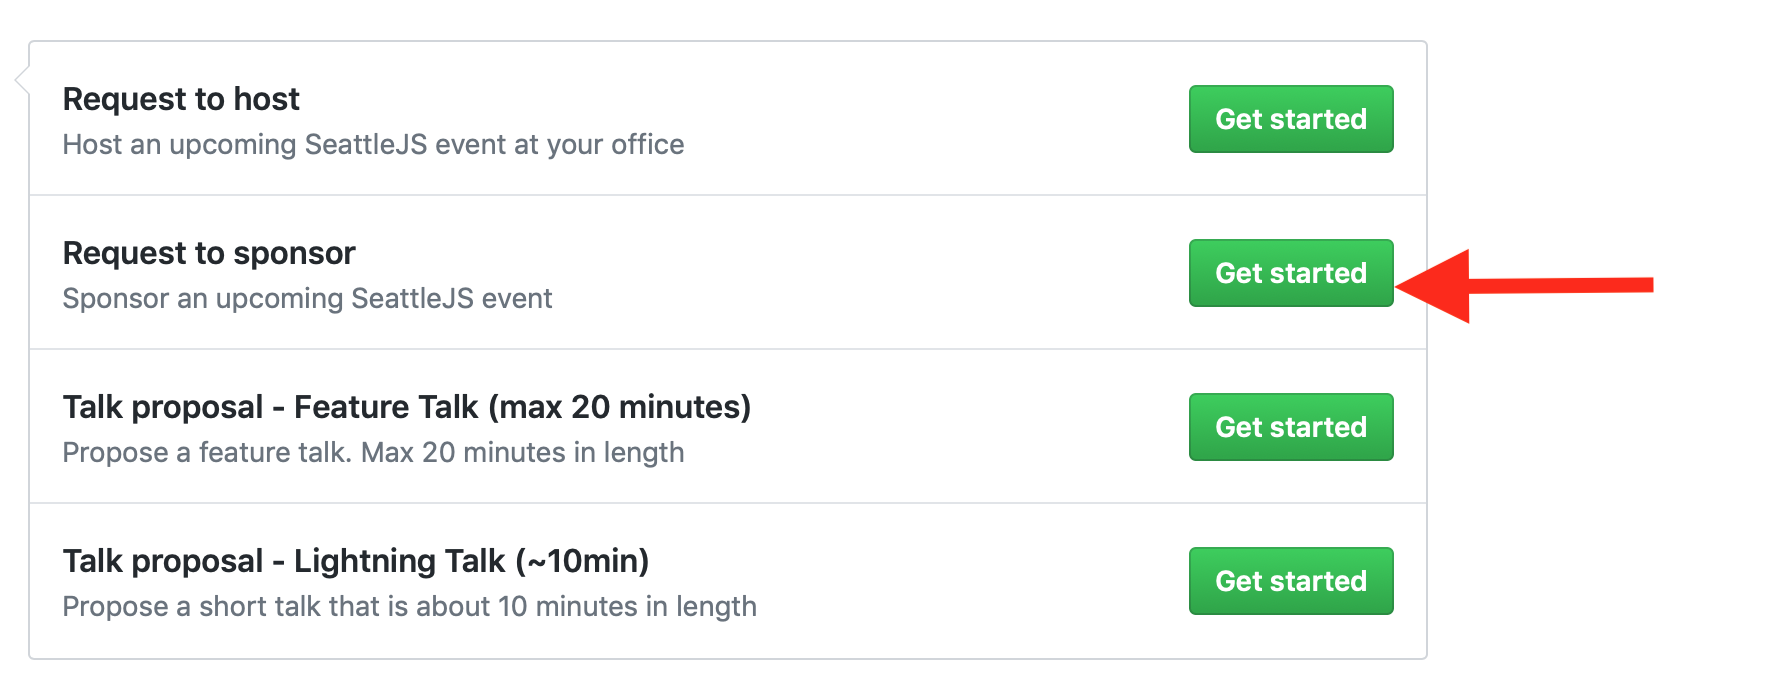 Request to host
Host an upcoming SeattleJS event at your office
Get started
Request to sponsor
Sponsor an upcoming SeattleJS event
Get started
Talk proposal - Feature Talk (max 20 minutes)
Propose a feature talk. Max 20 minutes in length
Get started
Talk proposal - Lightning Talk (~10min)
Propose a short talk that is about 10 minutes in length
Get started